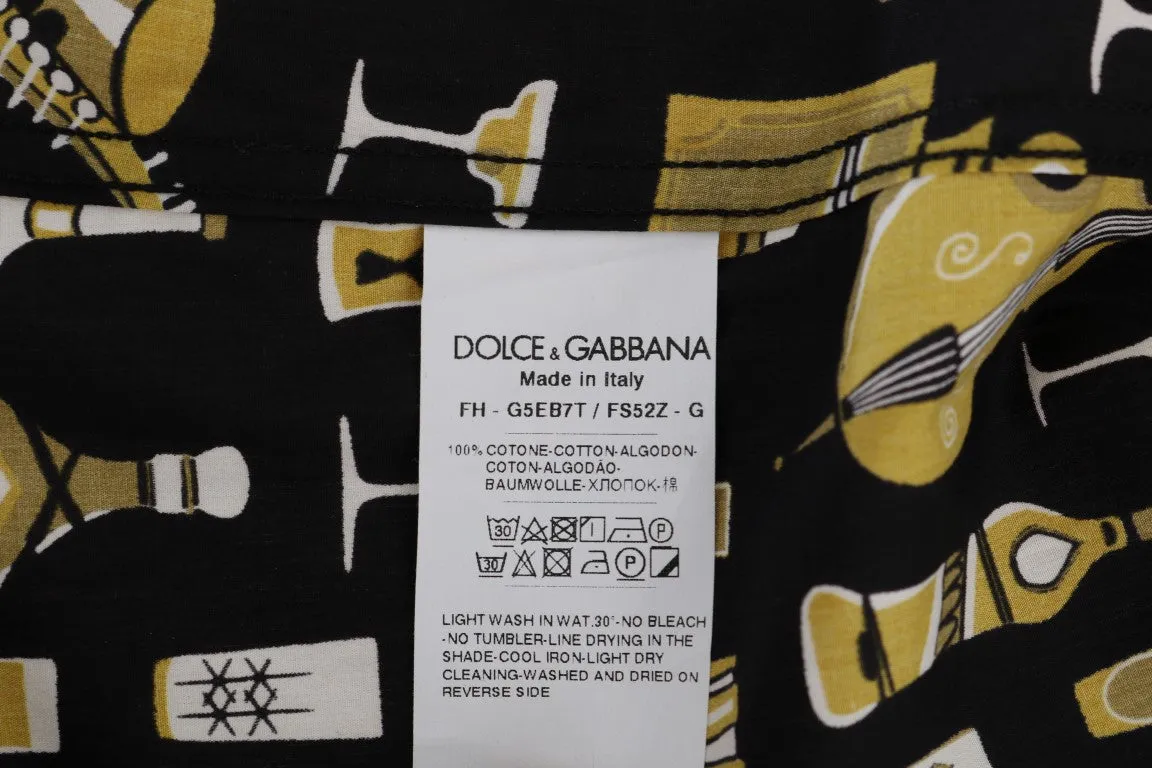 DOLCE & GABBANA
Made in Italy
FH - G5EB7T / FS52Z - G
100% COTONE-COTTON-ALGODON-
COTON-ALGODÃO-
BAUMWOLLE-ХЛОПОК-棉
30 P
30 P
LIGHT WASH IN WAT.30°-NO BLEACH
-NO TUMBLER-LINE DRYING IN THE
SHADE-COOL IRON-LIGHT DRY
CLEANING-WASHED AND DRIED ON
REVERSE SIDE